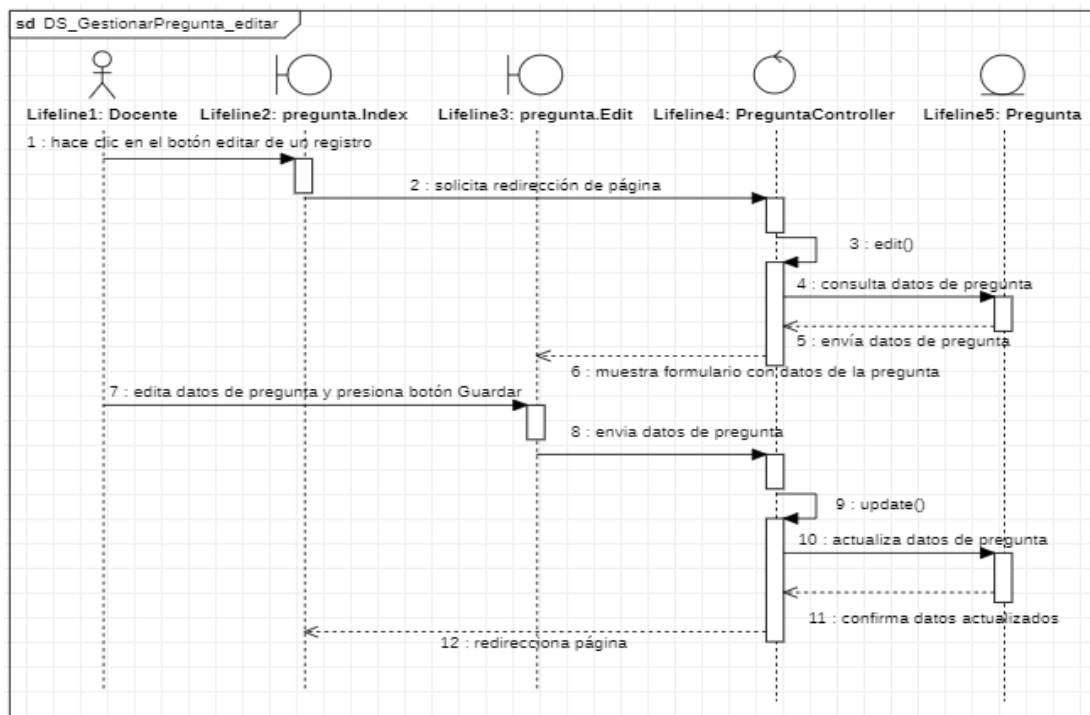 sd DS_GestionarPregunta_editar
Lifeline1: Docente
Lifeline2: pregunta.Index
Lifeline3: pregunta.Edit
Lifeline4: PreguntaController
Lifeline5: Pregunta
1 : hace clic en el botón editar de un registro
2 : solicita redirección de página
3 : edit()
4 : consulta datos de pregunta
5 : envía datos de pregunta
6 : muestra formulario con datos de la pregunta
7 : edita datos de pregunta y presiona botón Guardar
8 : envia datos de pregunta
9 : update()
10 : actualiza datos de pregunta
11 : confirma datos actualizados
12 : redirecciona página